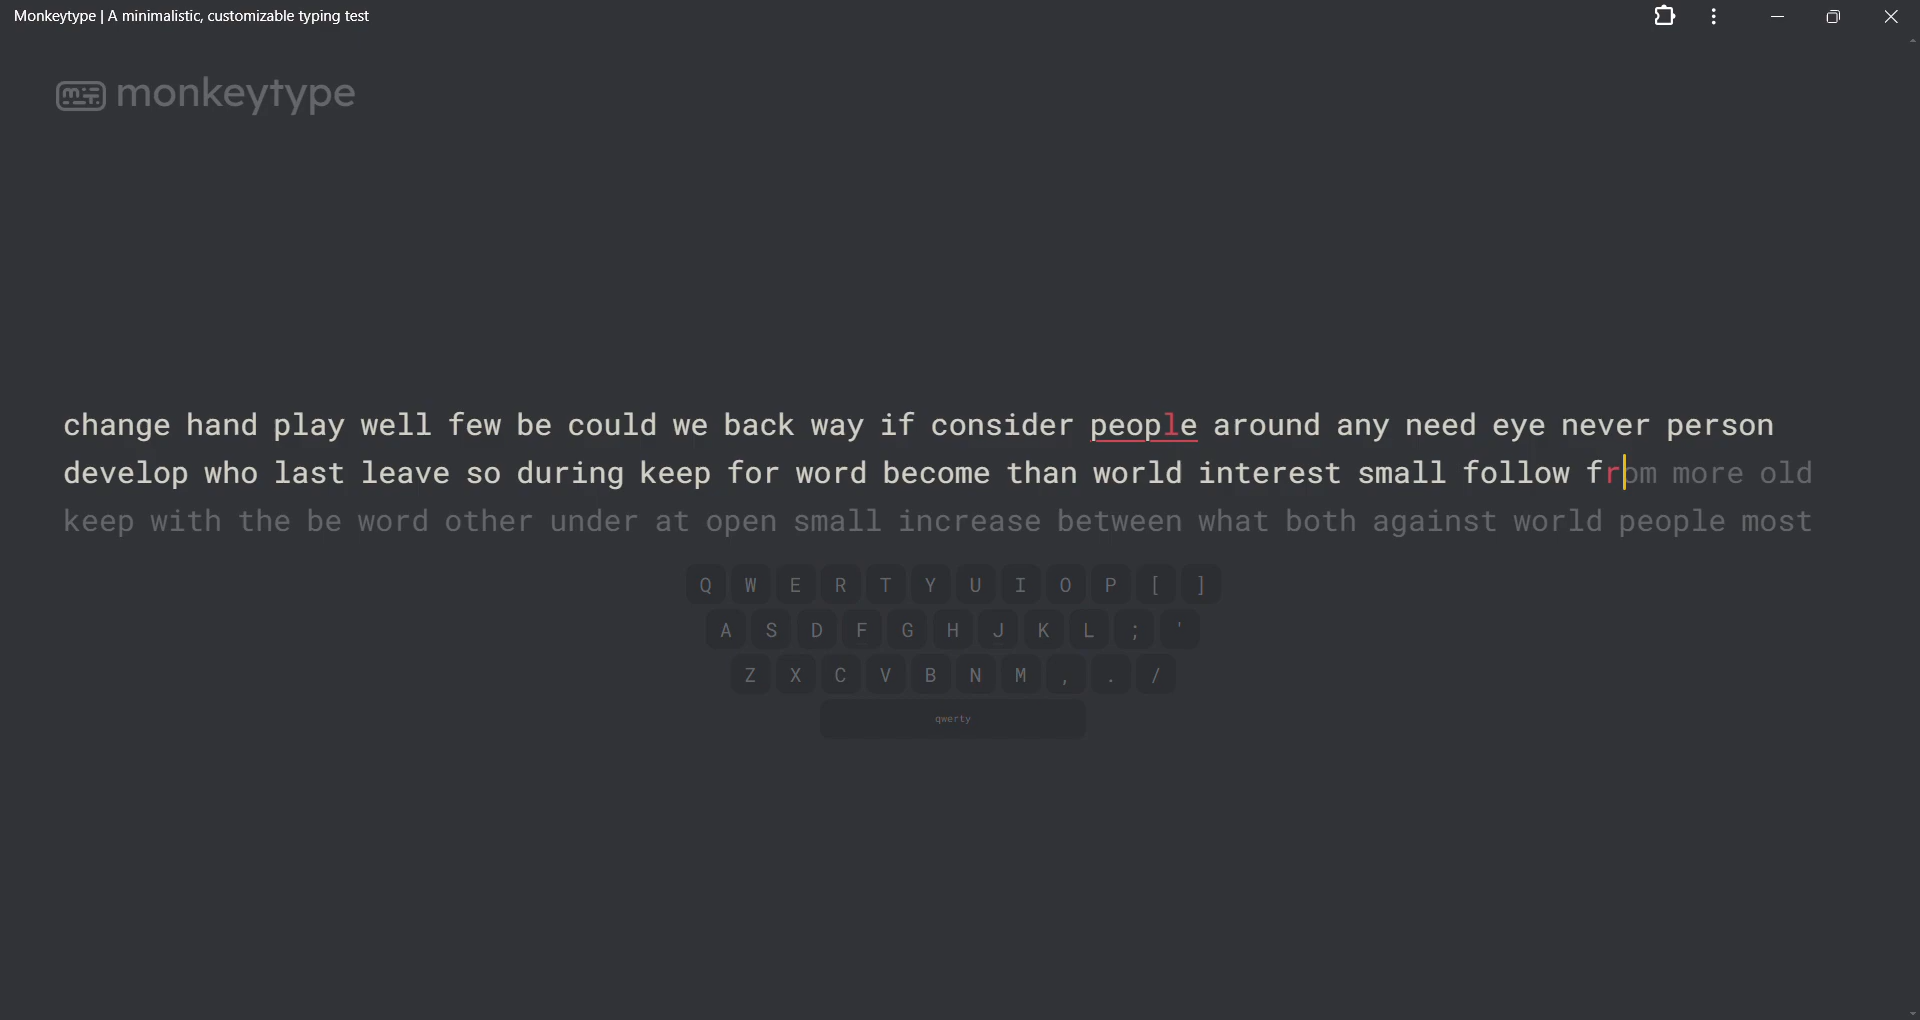 Monkeytype | A minimalistic, customizable typing test
monkeytype
change hand play well few be could we back way if consider people around any need eye never person
develop who last leave so during keep for word become than world interest small follow from more old
keep with the be word other under at open small increase between what both against world people most
Q W E R T Y U I O P [ ]
A S D F G H J K L ; '
Z X C V B N M , . /
qwerty